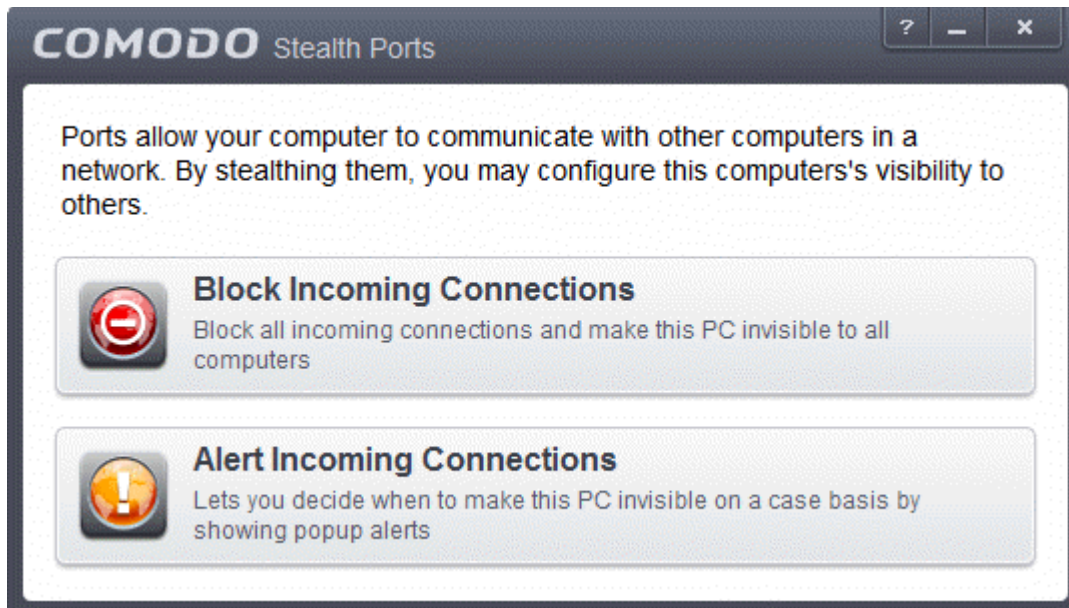 COMODO Stealth Ports
? – ×
Ports allow your computer to communicate with other computers in a
network. By stealthing them, you may configure this computers's visibility to
others.
Block Incoming Connections
Block all incoming connections and make this PC invisible to all
computers
Alert Incoming Connections
Lets you decide when to make this PC invisible on a case basis by
showing popup alerts